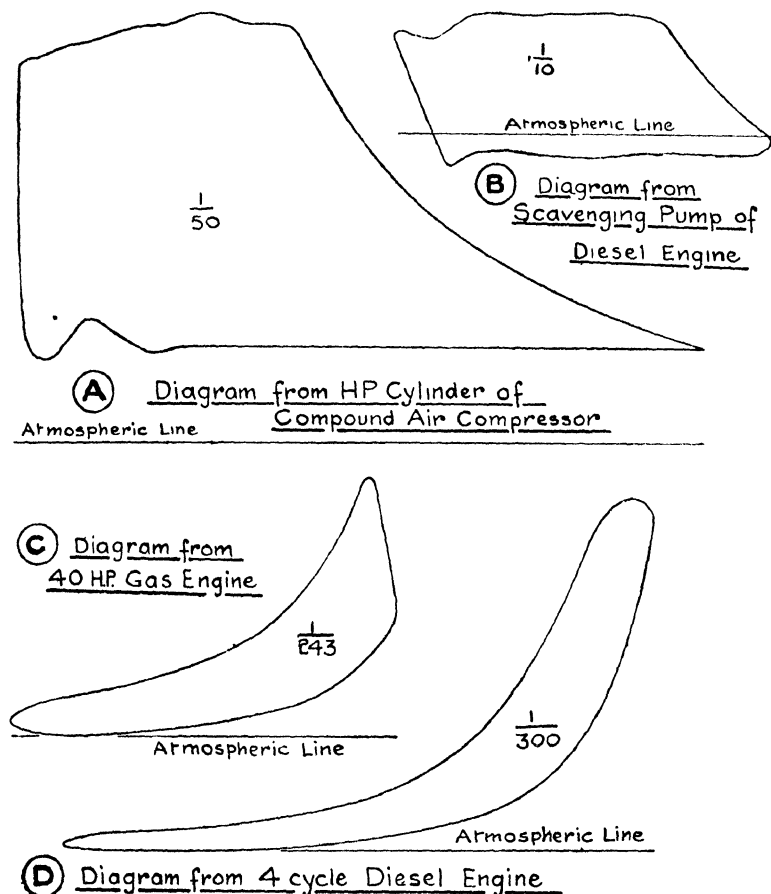 1/10
Atmospheric Line
1/50
B Diagram from
Scavenging Pump of
Diesel Engine
A Diagram from HP Cylinder of
Compound Air Compressor
Atmospheric Line
C Diagram from
40 H.P. Gas Engine
1/243
Atmospheric Line
1/300
Atmospheric Line
D Diagram from 4 cycle Diesel Engine